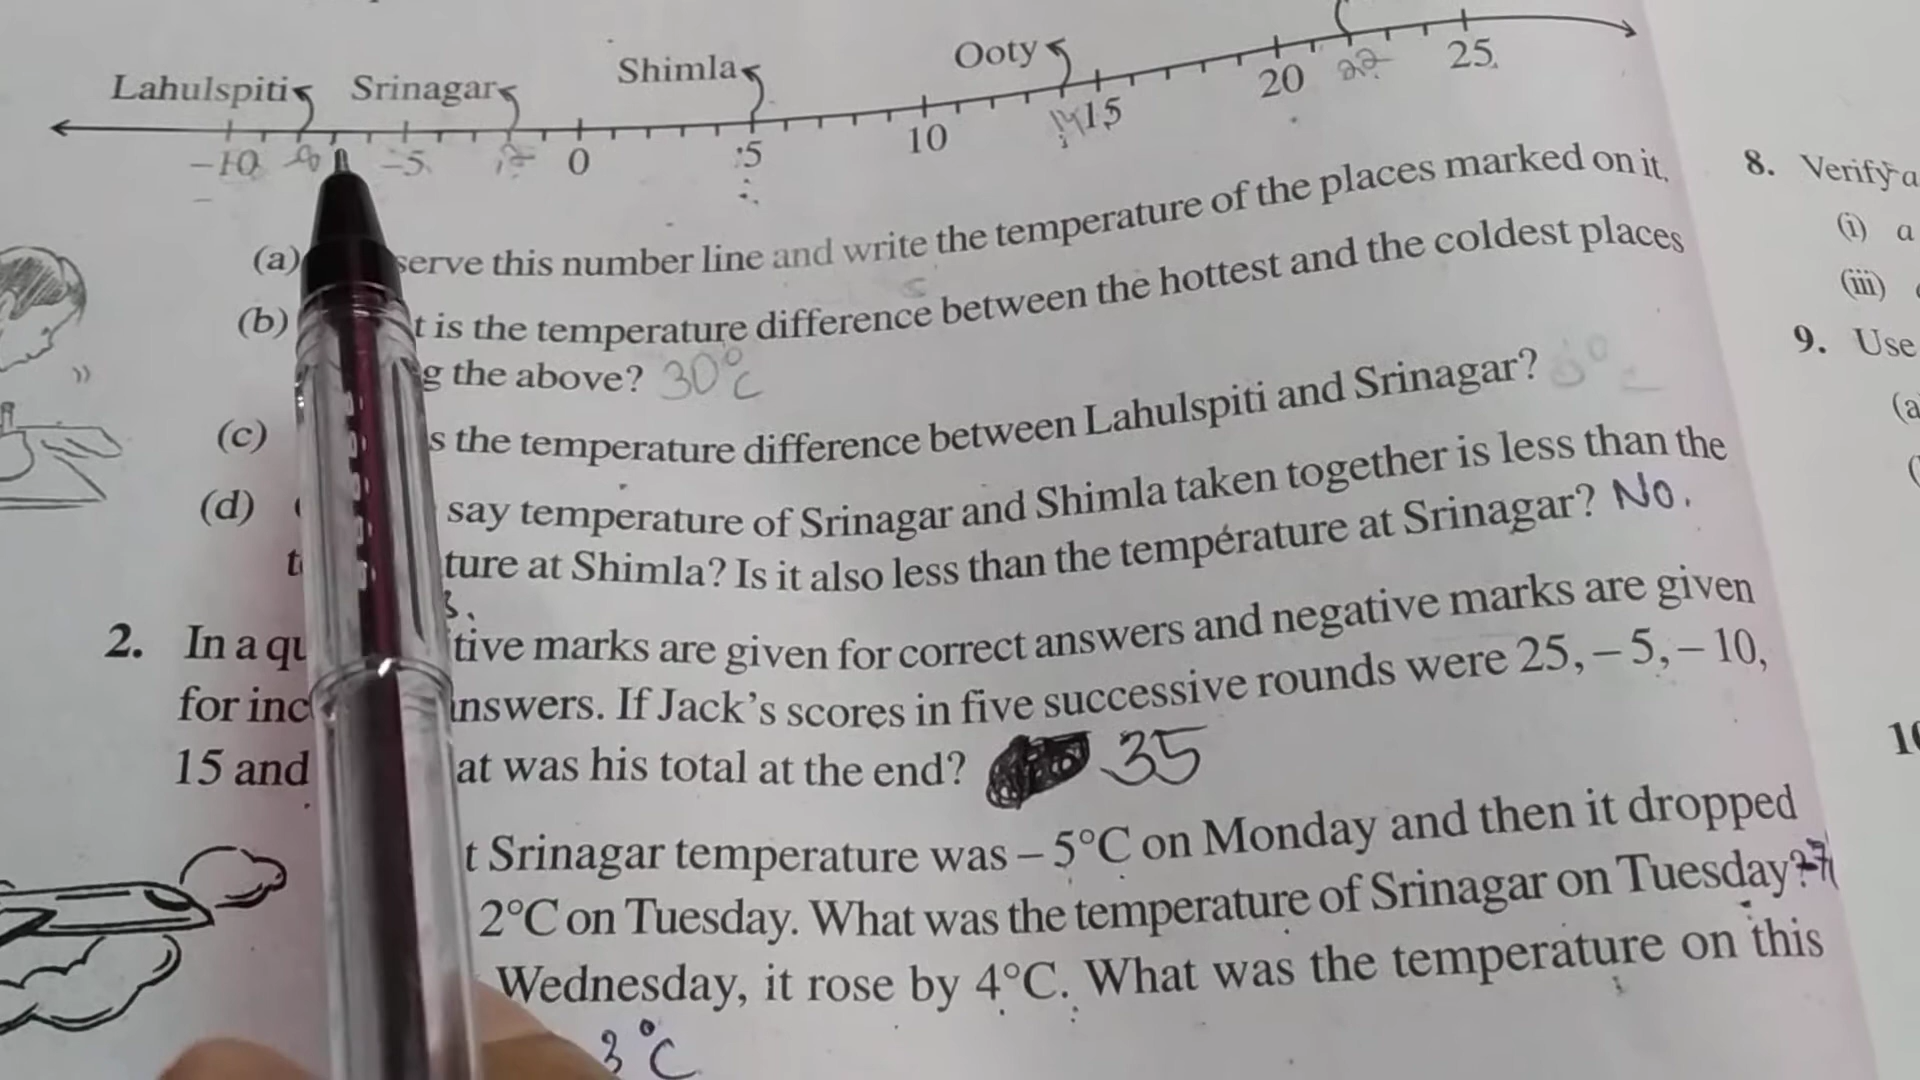 Lahulspiti Srinagar Shimla Ooty
-10 -5 0 5 10 15 20 22 25
(a) serve this number line and write the temperature of the places marked on it.
(b) t is the temperature difference between the hottest and the coldest places
g the above? 30°C
(c) s the temperature difference between Lahulspiti and Srinagar?
(d) say temperature of Srinagar and Shimla taken together is less than the
ture at Shimla? Is it also less than the temperature at Srinagar? No.
2. In a qu tive marks are given for correct answers and negative marks are given
for inc answers. If Jack's scores in five successive rounds were 25, – 5, – 10,
15 and at was his total at the end? 35
t Srinagar temperature was – 5°C on Monday and then it dropped
2°C on Tuesday. What was the temperature of Srinagar on Tuesday? -7
Wednesday, it rose by 4°C. What was the temperature on this
3°C
8. Verify a
(i) a
(iii)
9. Use
(a